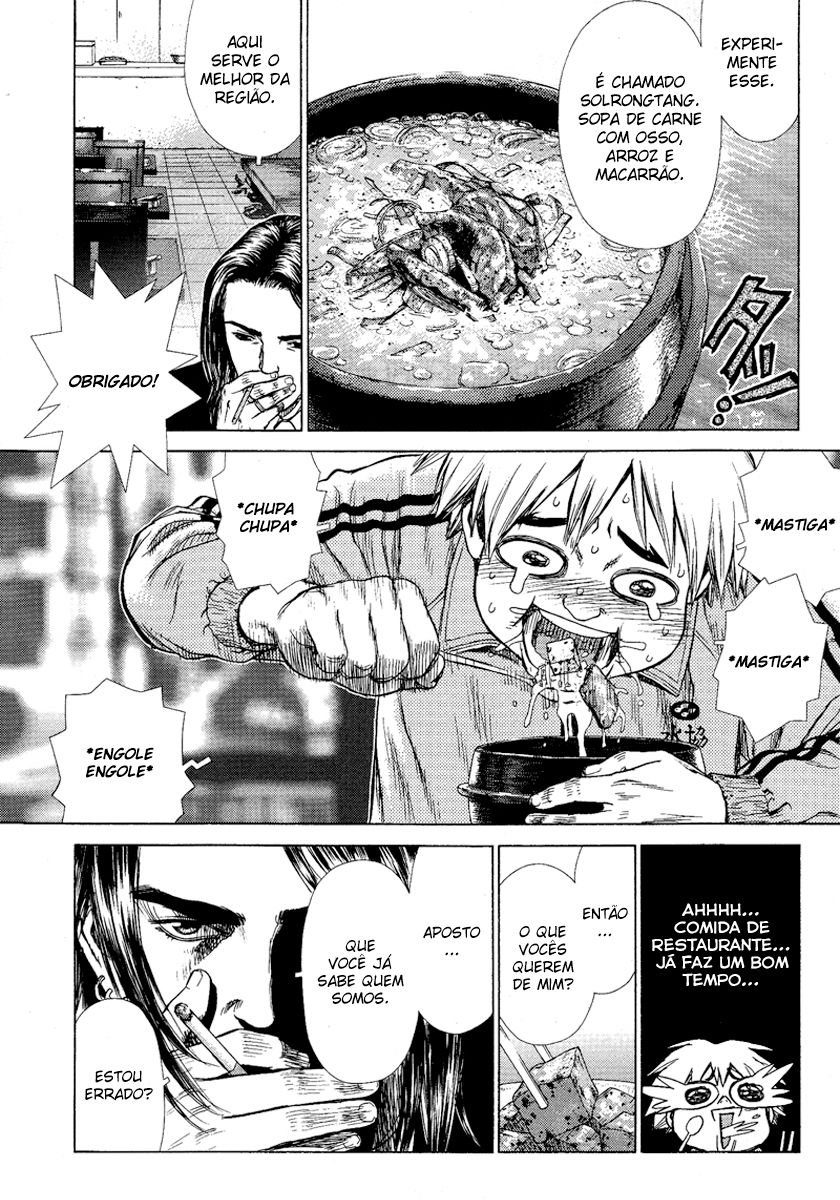 EXPERI-
MENTE
ESSE.
É CHAMADO
SOLRONGTANG.
SOPA DE CARNE
COM OSSO,
ARROZ E
MACARRÃO.
AQUI
SERVE O
MELHOR DA
REGIÃO.
OBRIGADO!
*MASTIGA*
*MASTIGA*
*CHUPA
CHUPA*
*ENGOLE
ENGOLE*
AHHHH...
COMIDA DE
RESTAURANTE...
JÁ FAZ UM BOM
TEMPO...
ENTÃO
...
O QUE
VOCÊS
QUEREM
DE MIM?
APOSTO
...
QUE
VOCÊ JÁ
SABE QUEM
SOMOS.
ESTOU
ERRADO?